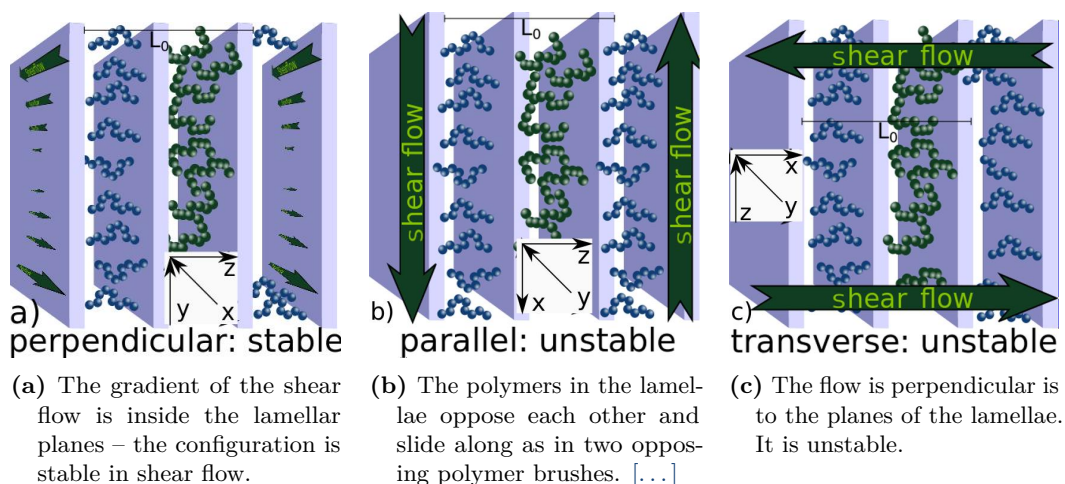 L₀
z
y
x
a)
perpendicular: stable
(a) The gradient of the shear
flow is inside the lamellar
planes – the configuration is
stable in shear flow.
L₀
shear flow
shear flow
z
x
y
b)
parallel: unstable
(b) The polymers in the lamel-
lae oppose each other and
slide along as in two oppos-
ing polymer brushes. [...]
shear flow
L₀
x
y
z
shear flow
c)
transverse: unstable
(c) The flow is perpendicular is
to the planes of the lamellae.
It is unstable.